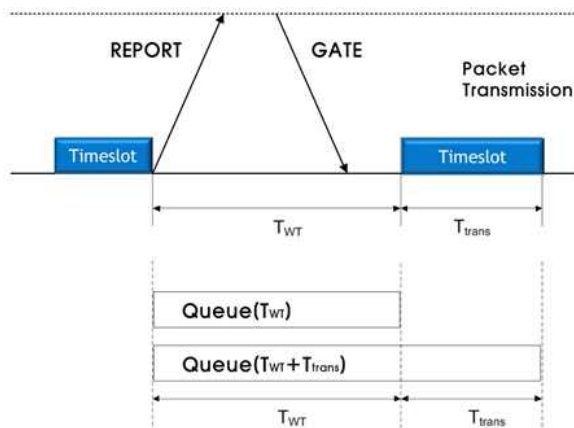 REPORT
GATE
Packet
Transmission
Timeslot
Timeslot
TWT
Ttrans
Queue(TWT)
Queue(TWT+Ttrans)
TWT
Ttrans